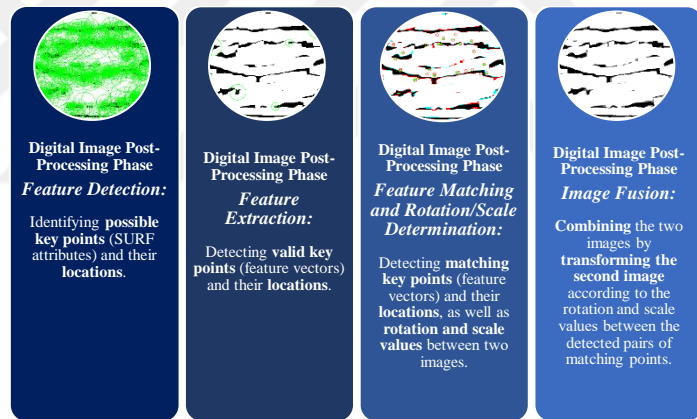 Digital Image Post-
Processing Phase
Feature Detection:
Identifying possible
key points (SURF
attributes) and their
locations.
Digital Image Post-
Processing Phase
Feature
Extraction:
Detecting valid key
points (feature vectors)
and their locations.
Digital Image Post-
Processing Phase
Feature Matching
and Rotation/Scale
Determination:
Detecting matching
key points (feature
vectors) and their
locations, as well as
rotation and scale
values between two
images.
Digital Image Post-
Processing Phase
Image Fusion:
Combining the two
images by
transforming the
second image
according to the
rotation and scale
values between the
detected pairs of
matching points.